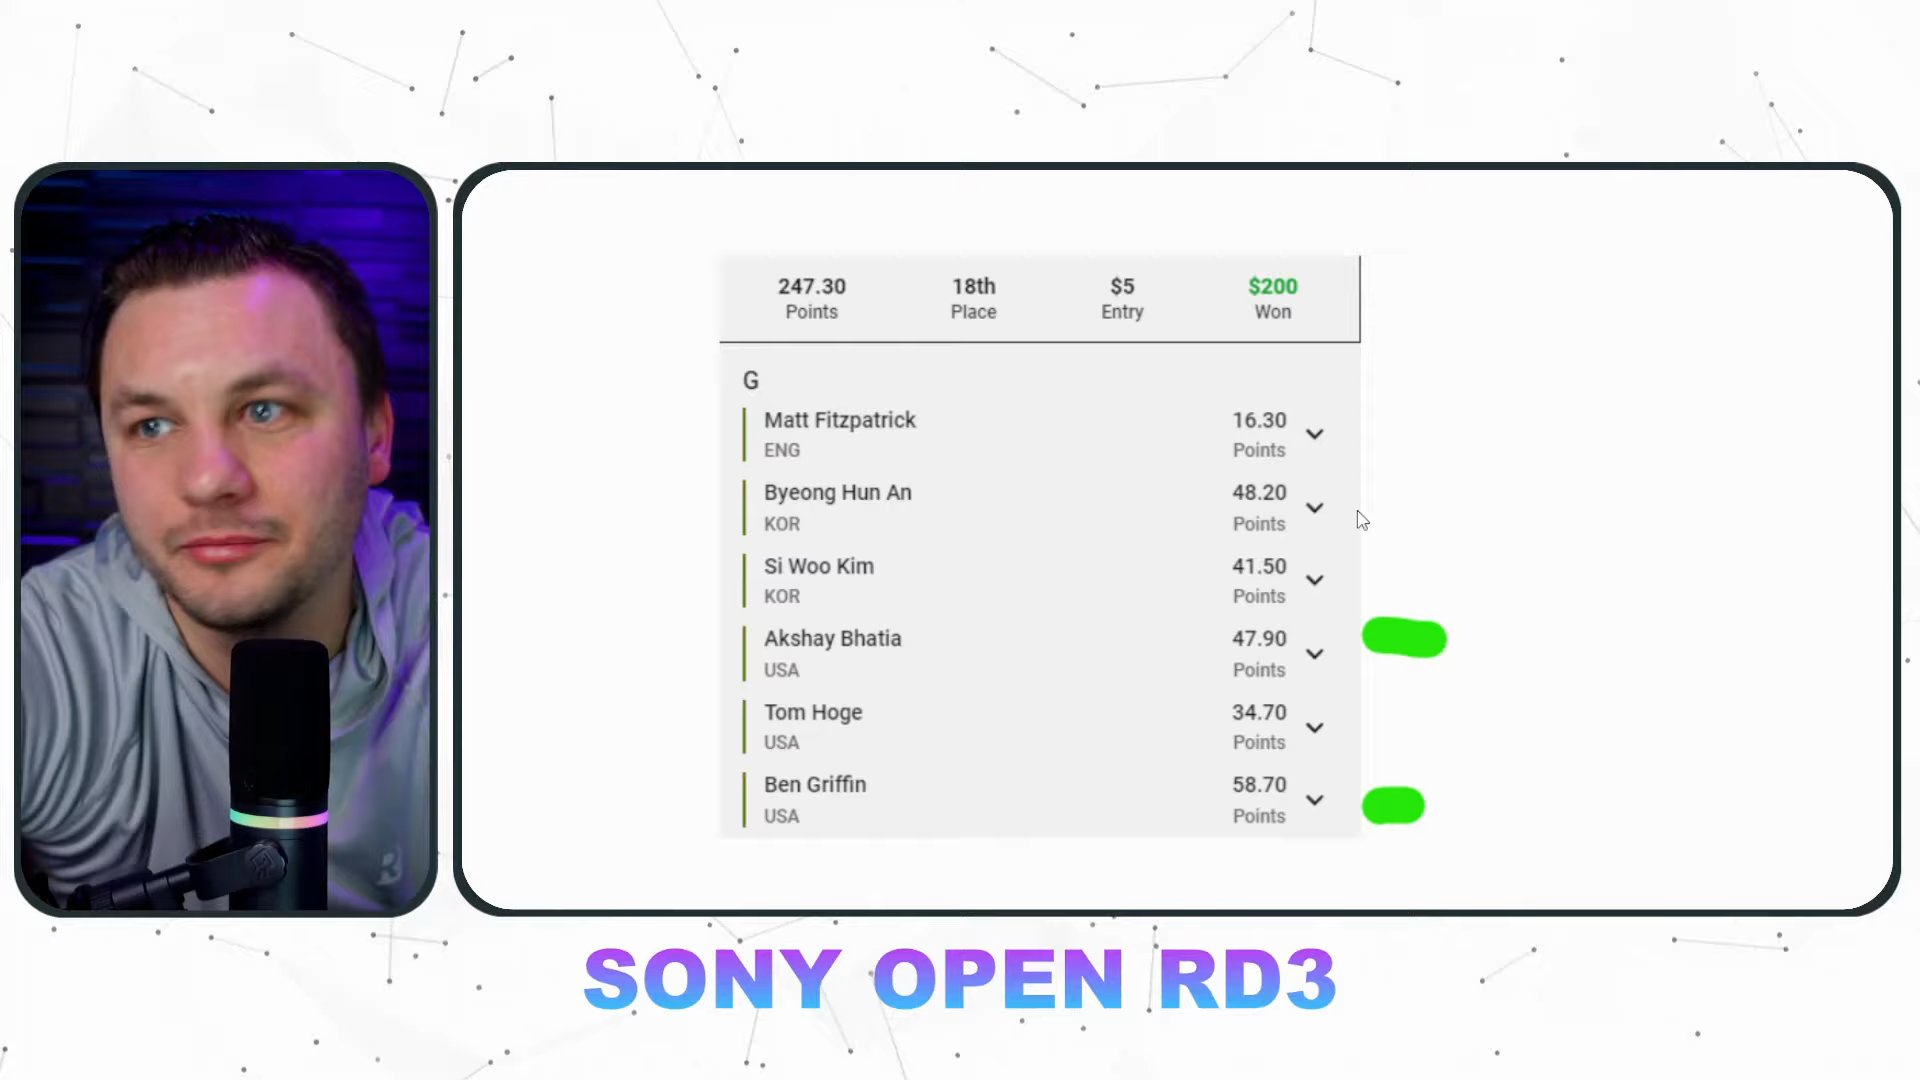 247.30 18th $5 $200
Points Place Entry Won
G
Matt Fitzpatrick 16.30
ENG Points
Byeong Hun An 48.20
KOR Points
Si Woo Kim 41.50
KOR Points
Akshay Bhatia 47.90
USA Points
Tom Hoge 34.70
USA Points
Ben Griffin 58.70
USA Points
SONY OPEN RD3